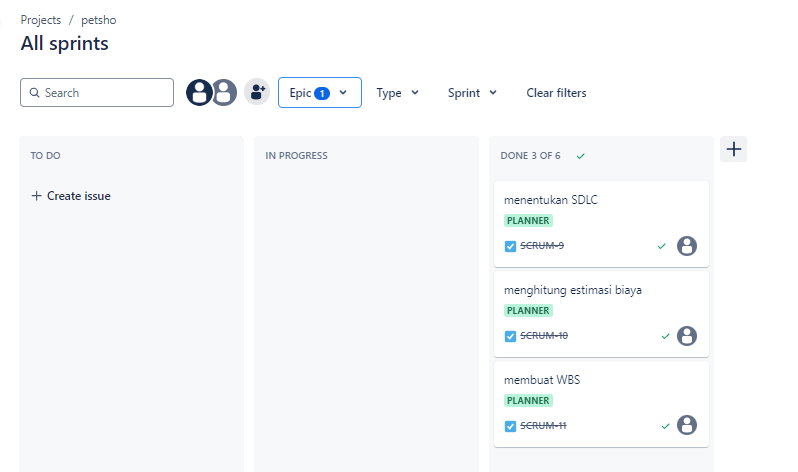 Projects / petsho
All sprints
Search
Epic 1
Type
Sprint
Clear filters
TO DO
IN PROGRESS
DONE 3 OF 6
+ Create issue
menentukan SDLC
PLANNER
SCRUM-9
menghitung estimasi biaya
PLANNER
SCRUM-10
membuat WBS
PLANNER
SCRUM-11